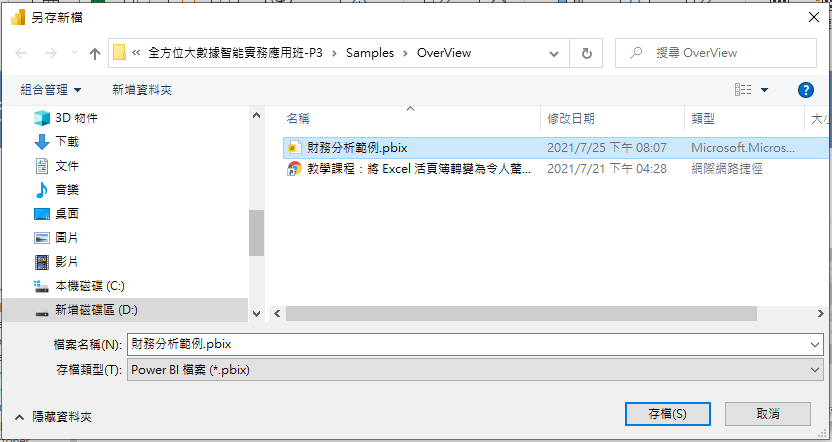 另存新檔
« 全方位大數據智能實務應用班-P3 › Samples › OverView
搜尋 OverView
組合管理
新增資料夾
?
名稱
修改日期
類型
大小
3D 物件
下載
文件
音樂
桌面
圖片
影片
本機磁碟 (C:)
新增磁碟區 (D:)
財務分析範例.pbix
2021/7/25 下午 08:07
Microsoft.Micros...
教學課程：將 Excel 活頁簿轉變為令人驚...
2021/7/21 下午 04:28
網際網路捷徑
檔案名稱(N):
財務分析範例.pbix
存檔類型(T):
Power BI 檔案 (*.pbix)
隱藏資料夾
存檔(S)
取消